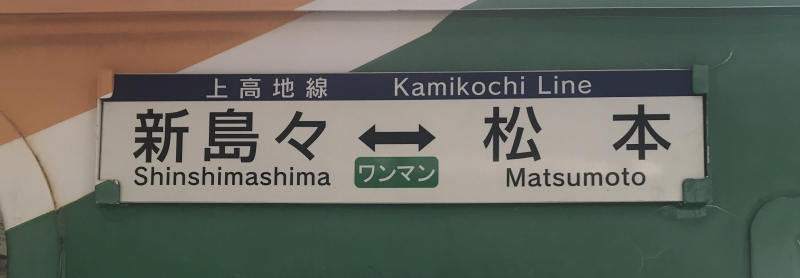 上高地線 Kamikochi Line
新島々 ↔ 松本
Shinshimashima ワンマン Matsumoto